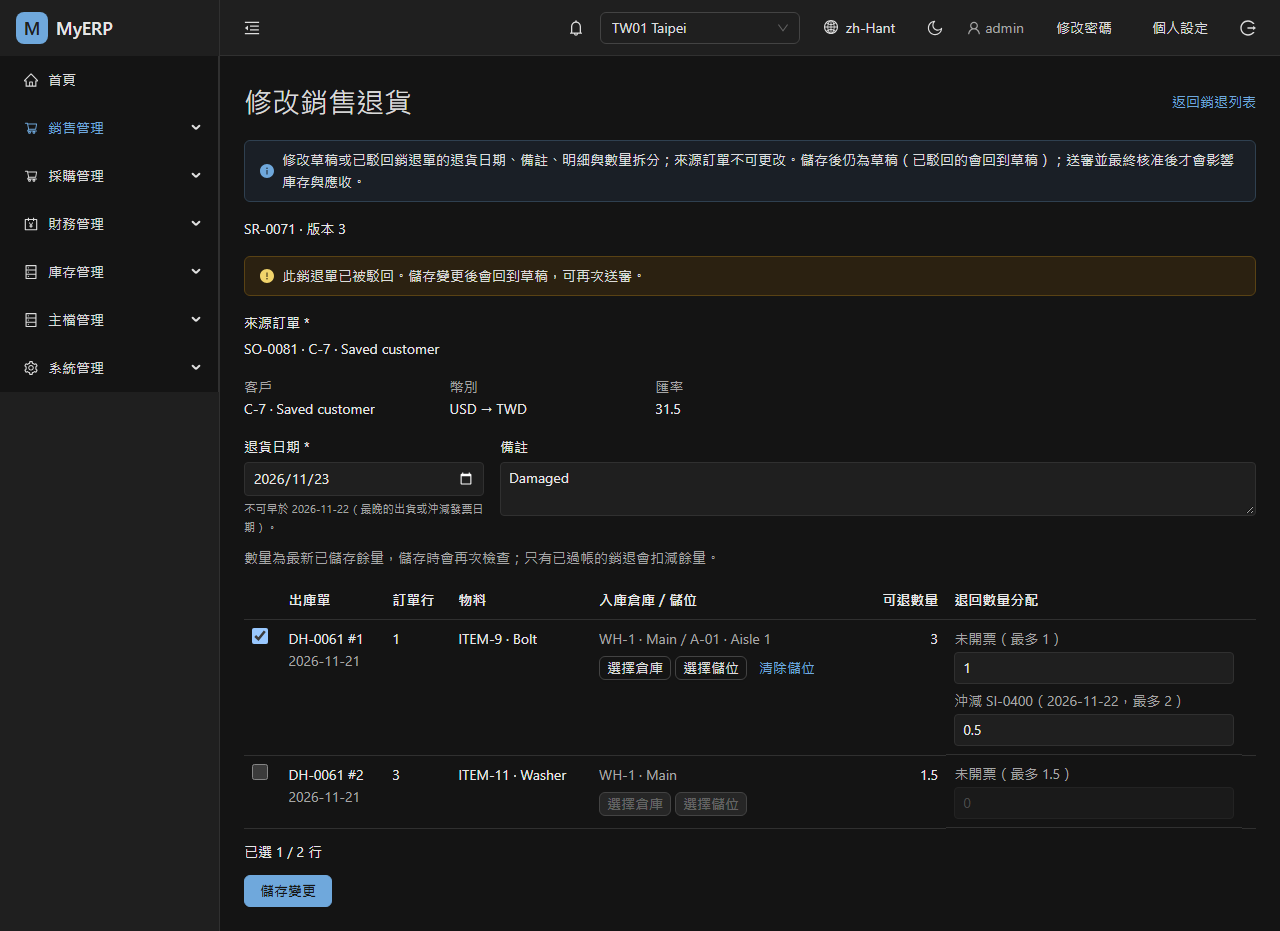 M MyERP
TW01 Taipei
zh-Hant
admin
修改密碼
個人設定
首頁
銷售管理
採購管理
財務管理
庫存管理
主檔管理
系統管理
修改銷售退貨
返回銷退列表
修改草稿或已駁回銷退單的退貨日期、備註、明細與數量拆分；來源訂單不可更改。儲存後仍為草稿（已駁回的會回到草稿）；送審並最終核准後才會影響
庫存與應收。
SR-0071 · 版本 3
此銷退單已被駁回。儲存變更後會回到草稿，可再次送審。
來源訂單 *
SO-0081 · C-7 · Saved customer
客戶 幣別 匯率
C-7 · Saved customer USD → TWD 31.5
退貨日期 * 備註
2026/11/23 Damaged
不可早於 2026-11-22（最晚的出貨或沖減發票日
期）。
數量為最新已儲存餘量，儲存時會再次檢查；只有已過帳的銷退會扣減餘量。
出庫單 訂單行 物料 入庫倉庫 / 儲位 可退數量 退回數量分配
DH-0061 #1 1 ITEM-9 · Bolt WH-1 · Main / A-01 · Aisle 1 3 未開票（最多 1）
2026-11-21 選擇倉庫 選擇儲位 清除儲位 1
沖減 SI-0400（2026-11-22，最多 2）
0.5
DH-0061 #2 3 ITEM-11 · Washer WH-1 · Main 1.5 未開票（最多 1.5）
2026-11-21 選擇倉庫 選擇儲位 0
已選 1 / 2 行
儲存變更